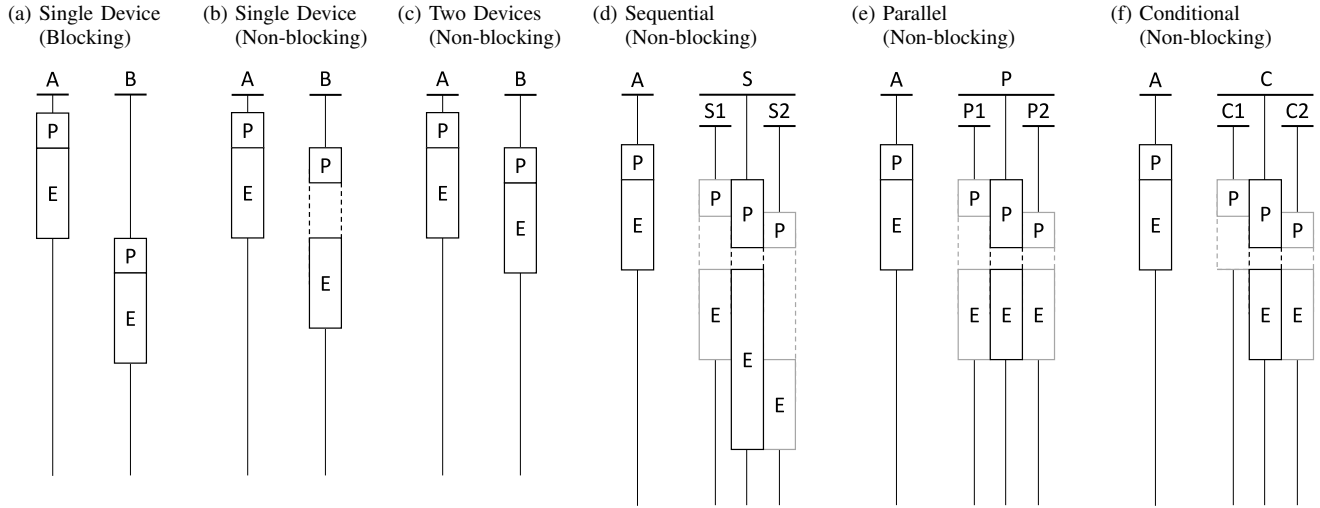 (a) Single Device
(Blocking)
A
B
P
E
P
E
(b) Single Device
(Non-blocking)
A
B
P
E
P
E
(c) Two Devices
(Non-blocking)
A
B
P
E
P
E
(d) Sequential
(Non-blocking)
A
S
S1
S2
P
E
P
P
P
E
E
E
(e) Parallel
(Non-blocking)
A
P
P1
P2
P
E
P
P
P
E
E
E
(f) Conditional
(Non-blocking)
A
C
C1
C2
P
E
P
P
P
E
E